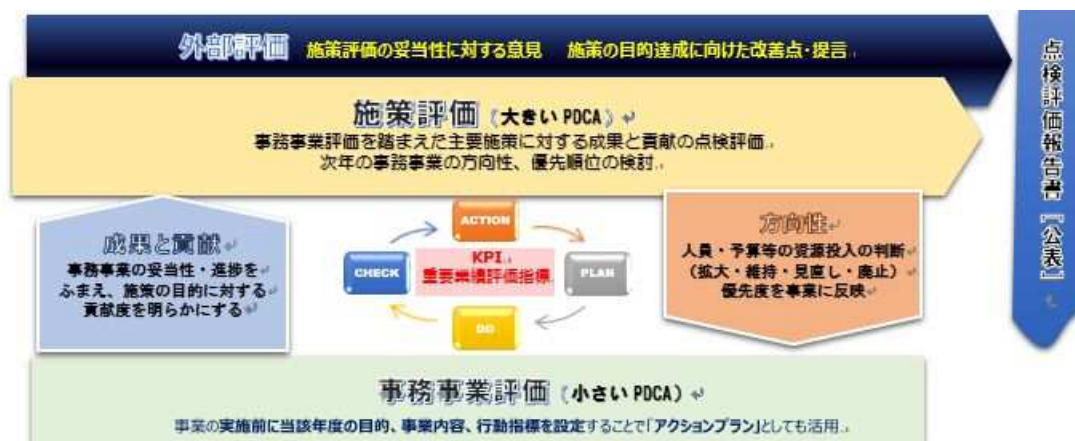 外部評価 施策評価の妥当性に対する意見 施策の目的達成に向けた改善点・提言
点検評価報告書【公表】
施策評価（大きいPDCA）
事務事業評価を踏まえた主要施策に対する成果と貢献の点検評価
次年の事務事業の方向性、優先順位の検討
成果と貢献
事務事業の妥当性・進捗を
ふまえ、施策の目的に対する
貢献度を明らかにする
ACTION
CHECK
KPI
重要業績評価指標
PLAN
DO
方向性
人員・予算等の資源投入の判断
（拡大・維持・見直し・廃止）
優先度を事業に反映
事務事業評価（小さいPDCA）
事業の実施前に当該年度の目的、事業内容、行動指標を設定することで「アクションプラン」としても活用